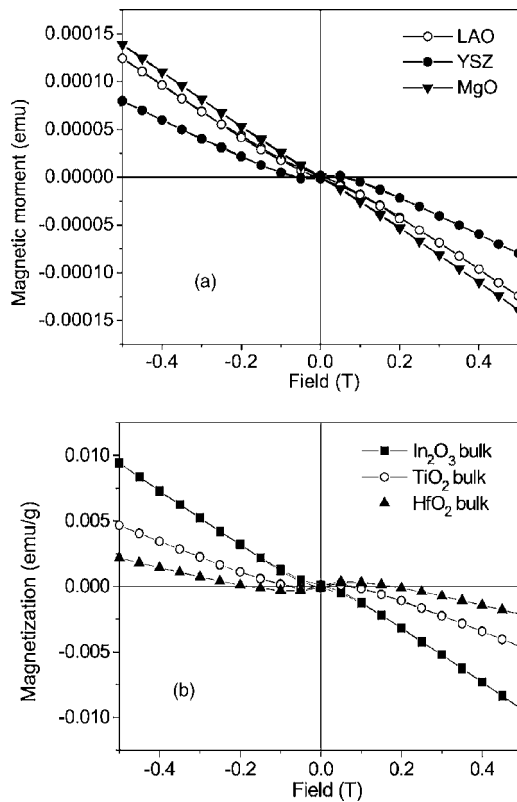 0.00015
0.00010
0.00005
0.00000
-0.00005
-0.00010
-0.00015
Magnetic moment (emu)
LAO
YSZ
MgO
(a)
-0.4 -0.2 0.0 0.2 0.4
Field (T)
0.010
0.005
0.000
-0.005
-0.010
Magnetization (emu/g)
In₂O₃ bulk
TiO₂ bulk
HfO₂ bulk
(b)
-0.4 -0.2 0.0 0.2 0.4
Field (T)